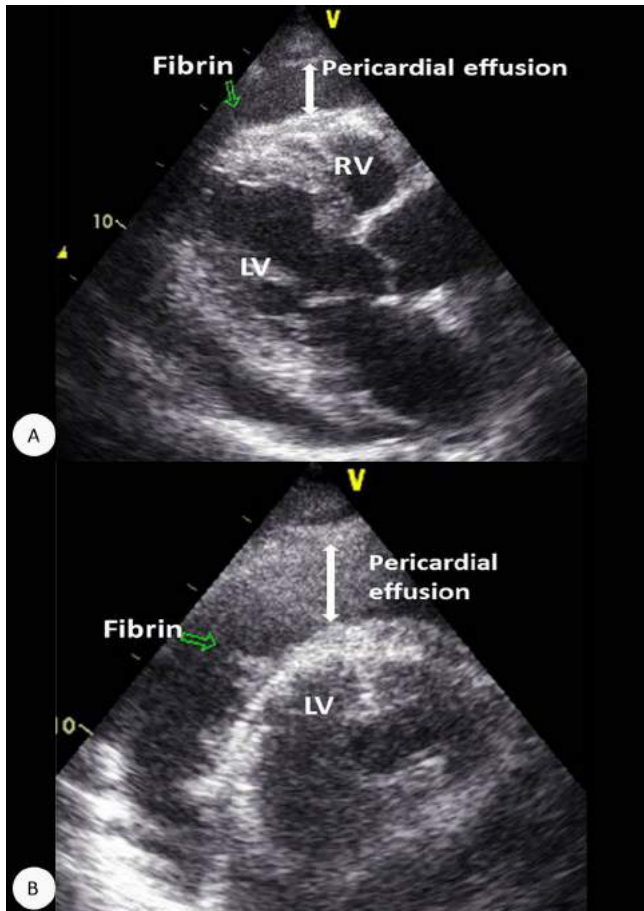 V
Fibrin
Pericardial effusion
RV
10
LV
A
V
Pericardial
effusion
Fibrin
LV
10
B